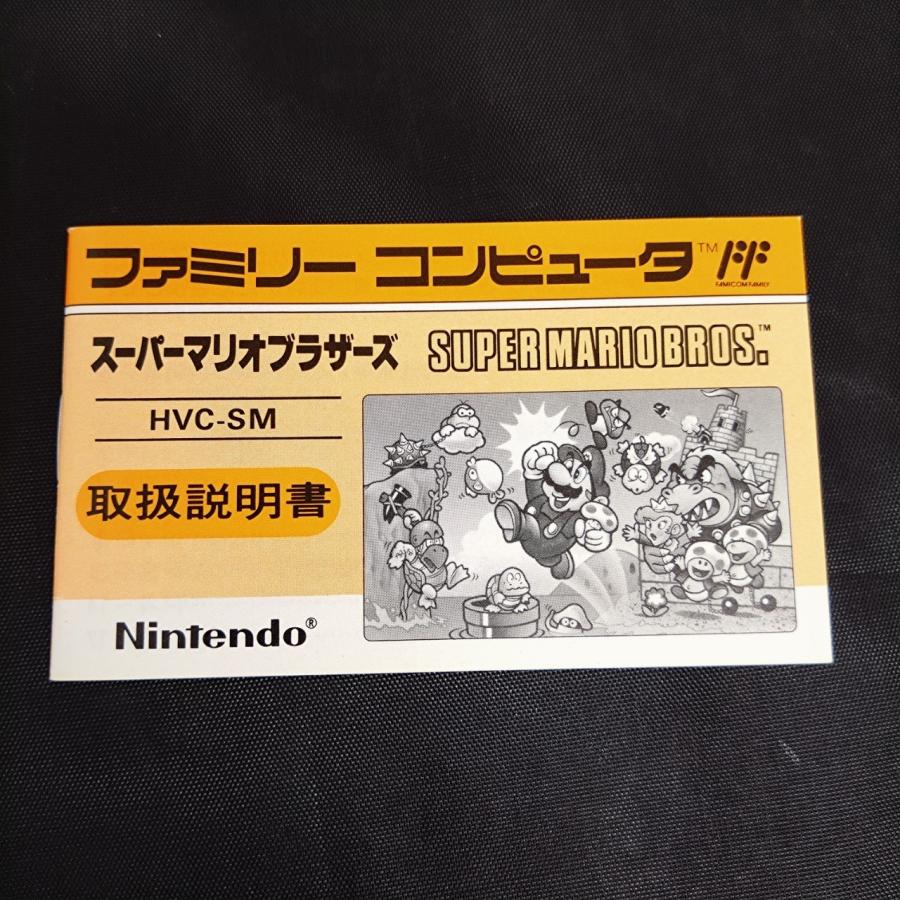 ファミリー コンピュータ™
FAMICOM FAMILY
スーパーマリオブラザーズ SUPER MARIO BROS.™
HVC-SM
取扱説明書
Nintendo®